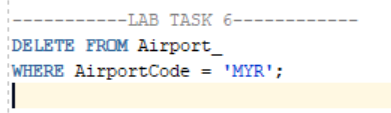 -----------LAB TASK 6------------
DELETE FROM Airport_
WHERE AirportCode = 'MYR';